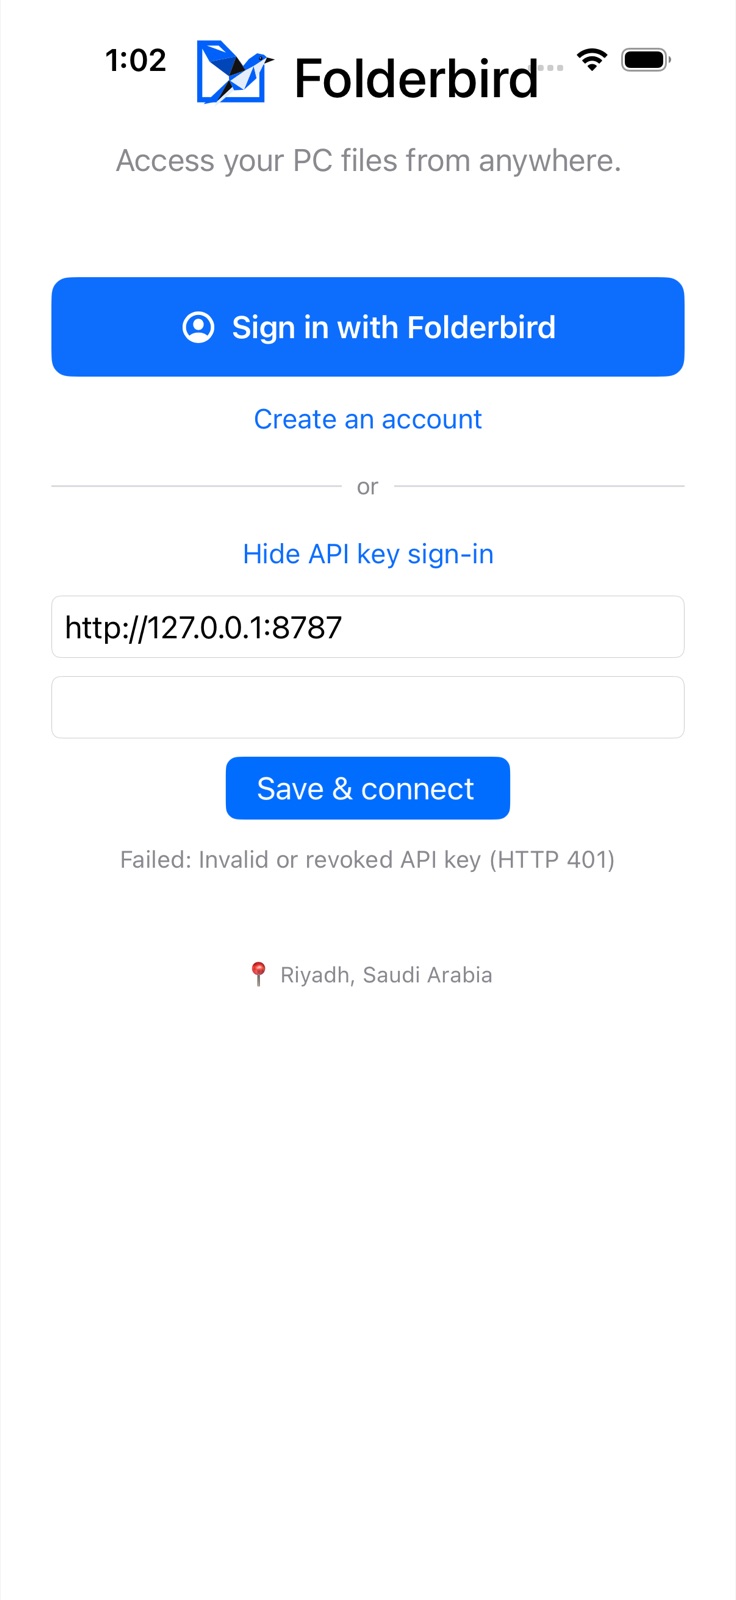 1:02
Folderbird
Access your PC files from anywhere.
Sign in with Folderbird
Create an account
or
Hide API key sign-in
http://127.0.0.1:8787
Save & connect
Failed: Invalid or revoked API key (HTTP 401)
📍 Riyadh, Saudi Arabia